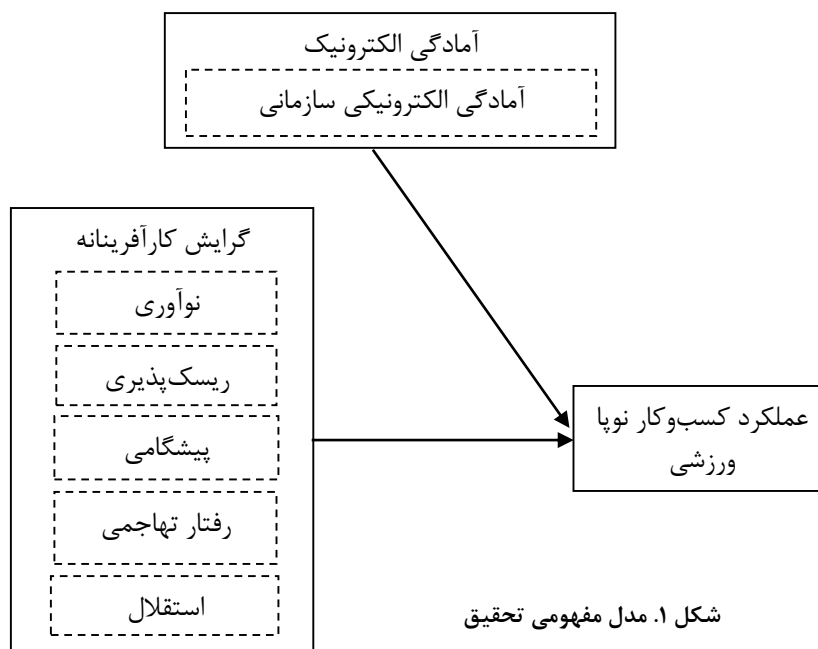 آمادگی الکترونیک
آمادگی الکترونیکی سازمانی
گرایش کارآفرینانه
نوآوری
ریسک‌پذیری
پیشگامی
رفتار تهاجمی
استقلال
عملکرد کسب‌وکار نوپا
ورزشی
شکل ۱. مدل مفهومی تحقیق